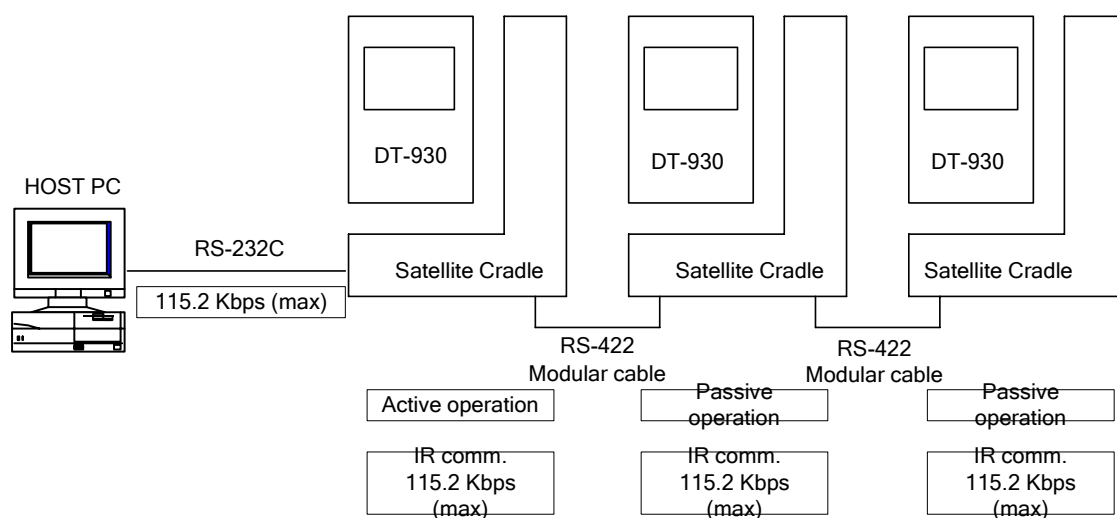 DT-930
DT-930
DT-930
HOST PC
RS-232C
Satellite Cradle
Satellite Cradle
Satellite Cradle
115.2 Kbps (max)
RS-422
Modular cable
RS-422
Modular cable
Active operation
Passive
operation
Passive
operation
IR comm.
115.2 Kbps
(max)
IR comm.
115.2 Kbps
(max)
IR comm.
115.2 Kbps
(max)